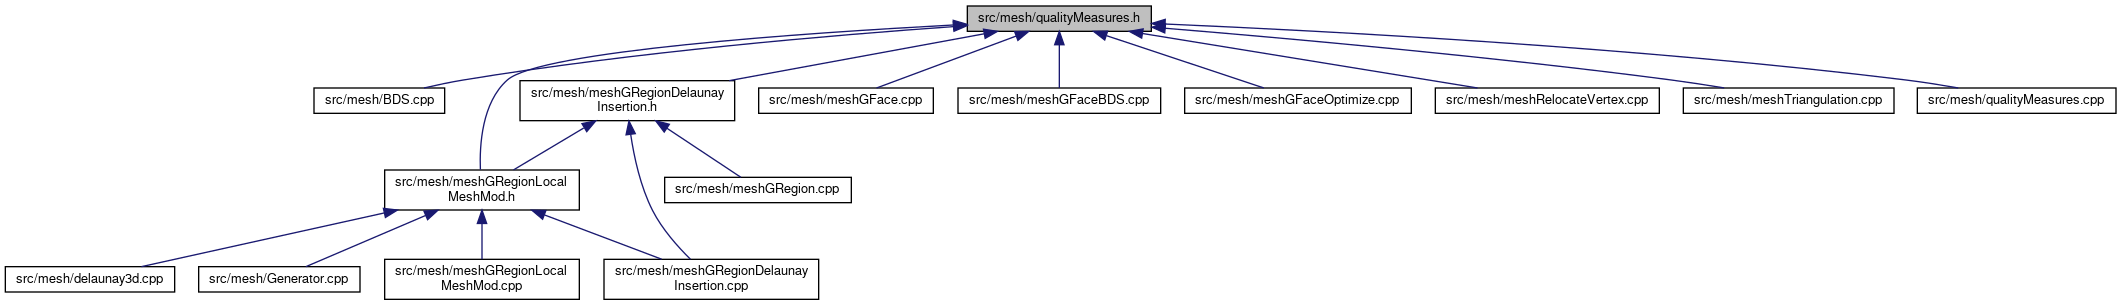 src/mesh/qualityMeasures.h
src/mesh/BDS.cpp
src/mesh/meshGRegionDelaunay
Insertion.h
src/mesh/meshGFace.cpp
src/mesh/meshGFaceBDS.cpp
src/mesh/meshGFaceOptimize.cpp
src/mesh/meshRelocateVertex.cpp
src/mesh/meshTriangulation.cpp
src/mesh/qualityMeasures.cpp
src/mesh/meshGRegionLocal
MeshMod.h
src/mesh/meshGRegion.cpp
src/mesh/delaunay3d.cpp
src/mesh/Generator.cpp
src/mesh/meshGRegionLocal
MeshMod.cpp
src/mesh/meshGRegionDelaunay
Insertion.cpp